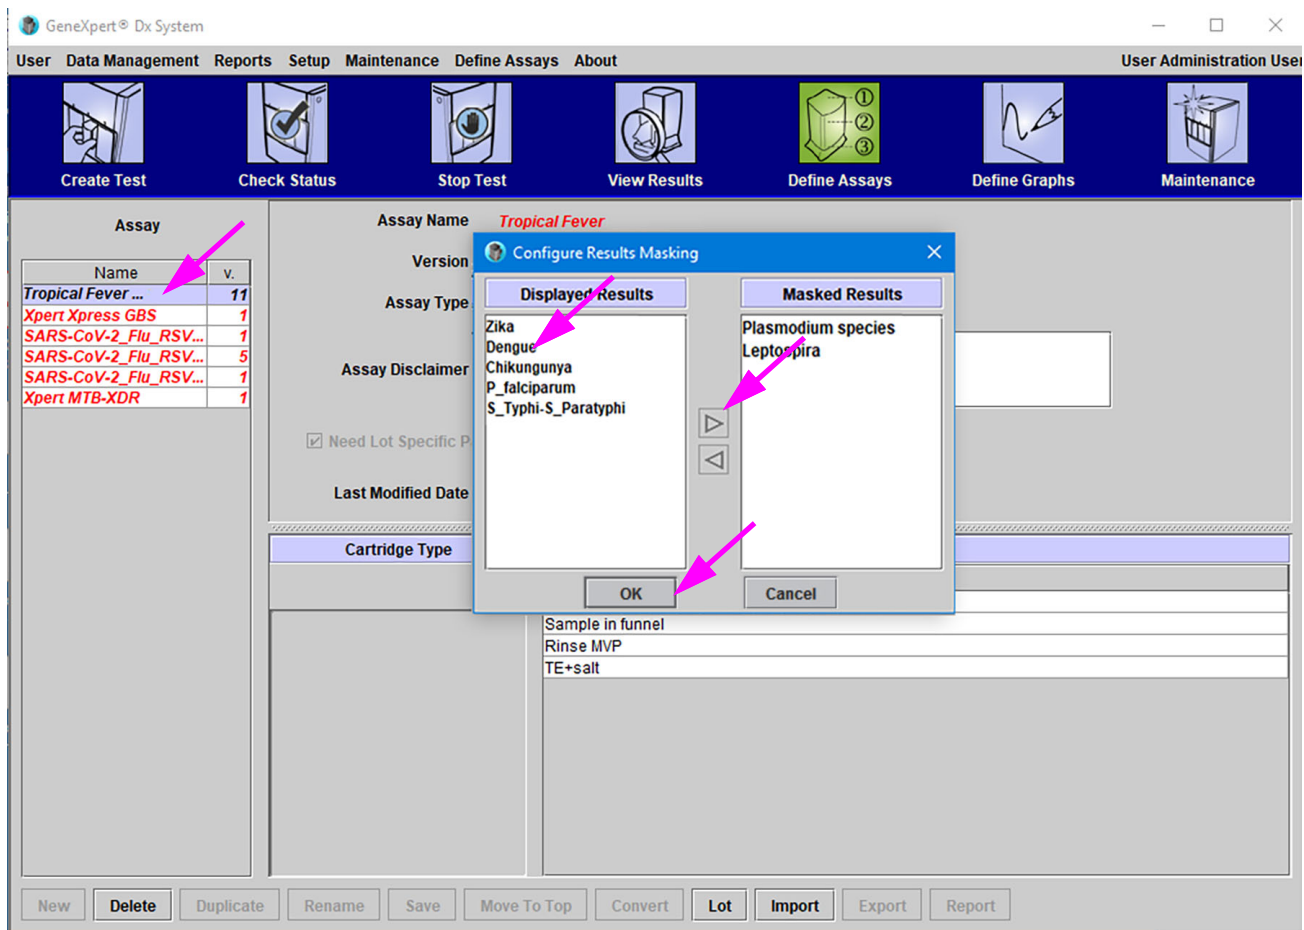 GeneXpert® Dx System
User Data Management Reports Setup Maintenance Define Assays About User Administration User
① ② ③
Create Test Check Status Stop Test View Results Define Assays Define Graphs Maintenance
Assay
Name v.
Tropical Fever ... 11
Xpert Xpress GBS 1
SARS-CoV-2_Flu_RSV... 1
SARS-CoV-2_Flu_RSV... 5
SARS-CoV-2_Flu_RSV... 1
Xpert MTB-XDR 1
Assay Name Tropical Fever
Version
Assay Type
Assay Disclaimer
Need Lot Specific P
Last Modified Date
Configure Results Masking
Displayed Results
Zika
Dengue
Chikungunya
P_falciparum
S_Typhi-S_Paratyphi
Masked Results
Plasmodium species
Leptospira
OK Cancel
Cartridge Type
Sample in funnel
Rinse MVP
TE+salt
New Delete Duplicate Rename Save Move To Top Convert Lot Import Export Report